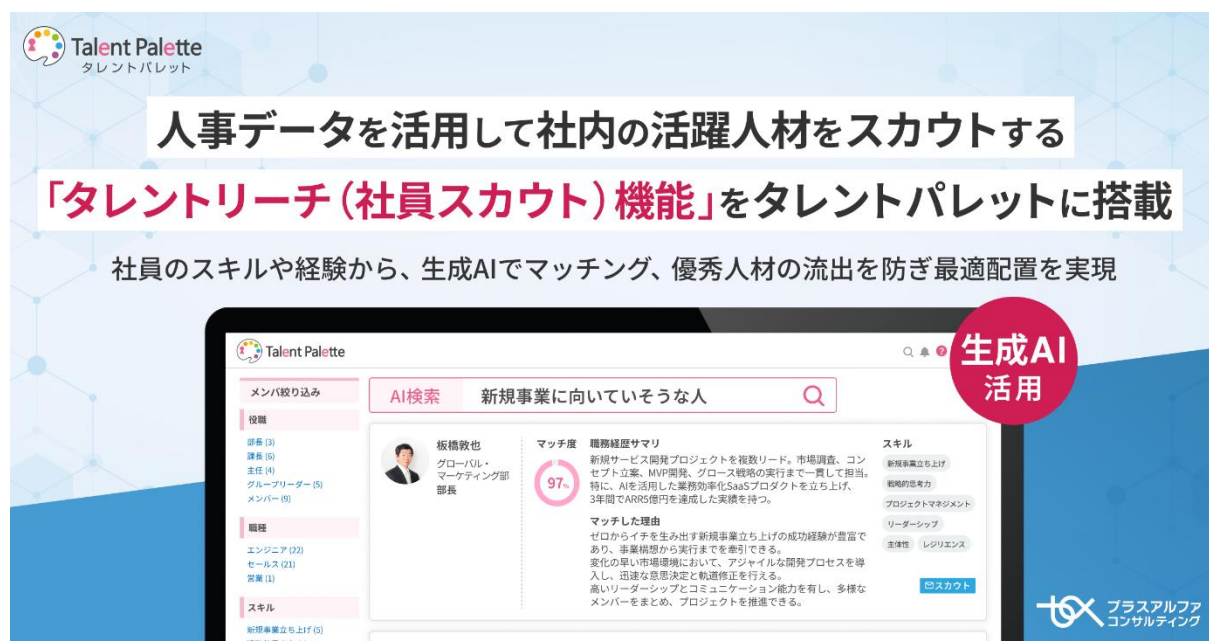 Talent Palette
タレントパレット
人事データを活用して社内の活躍人材をスカウトする
「タレントリーチ(社員スカウト)機能」をタレントパレットに搭載
社員のスキルや経験から、生成AIでマッチング、優秀人材の流出を防ぎ最適配置を実現
生成AI
活用
Talent Palette
?
メンバ絞り込み
役職
部長 (3)
課長 (6)
主任 (4)
グループリーダー (5)
メンバー (9)
職種
エンジニア (22)
セールス (21)
営業 (1)
スキル
新規事業立ち上げ (5)
AI検索 新規事業に向いていそうな人
板橋敦也
グローバル・
マーケティング部
部長
マッチ度
97%
職務経歴サマリ
新規サービス開発プロジェクトを複数リード。市場調査、コン
セプト立案、MVP開発、グロース戦略の実行まで一貫して担当。
特に、AIを活用した業務効率化SaaSプロダクトを立ち上げ、
3年間でARR5億円を達成した実績を持つ。
マッチした理由
ゼロからイチを生み出す新規事業立ち上げの成功経験が豊富で
あり、事業構想から実行までを牽引できる。
変化の早い市場環境において、アジャイルな開発プロセスを導
入し、迅速な意思決定と軌道修正を行える。
高いリーダーシップとコミュニケーション能力を有し、多様な
メンバーをまとめ、プロジェクトを推進できる。
スキル
新規事業立ち上げ
戦略的思考力
プロジェクトマネジメント
リーダーシップ
主体性 レジリエンス
スカウト
プラスアルファ
コンサルティング